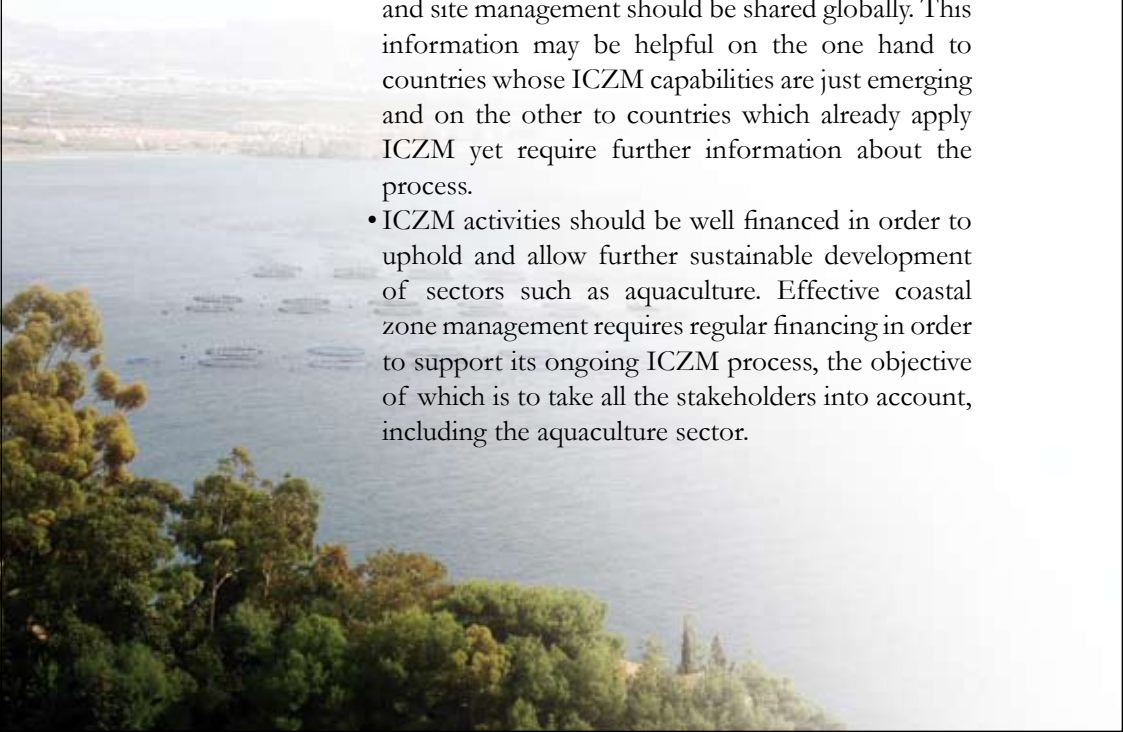 and site management should be shared globally. This
information may be helpful on the one hand to
countries whose ICZM capabilities are just emerging
and on the other to countries which already apply
ICZM yet require further information about the
process.
• ICZM activities should be well financed in order to
uphold and allow further sustainable development
of sectors such as aquaculture. Effective coastal
zone management requires regular financing in order
to support its ongoing ICZM process, the objective
of which is to take all the stakeholders into account,
including the aquaculture sector.